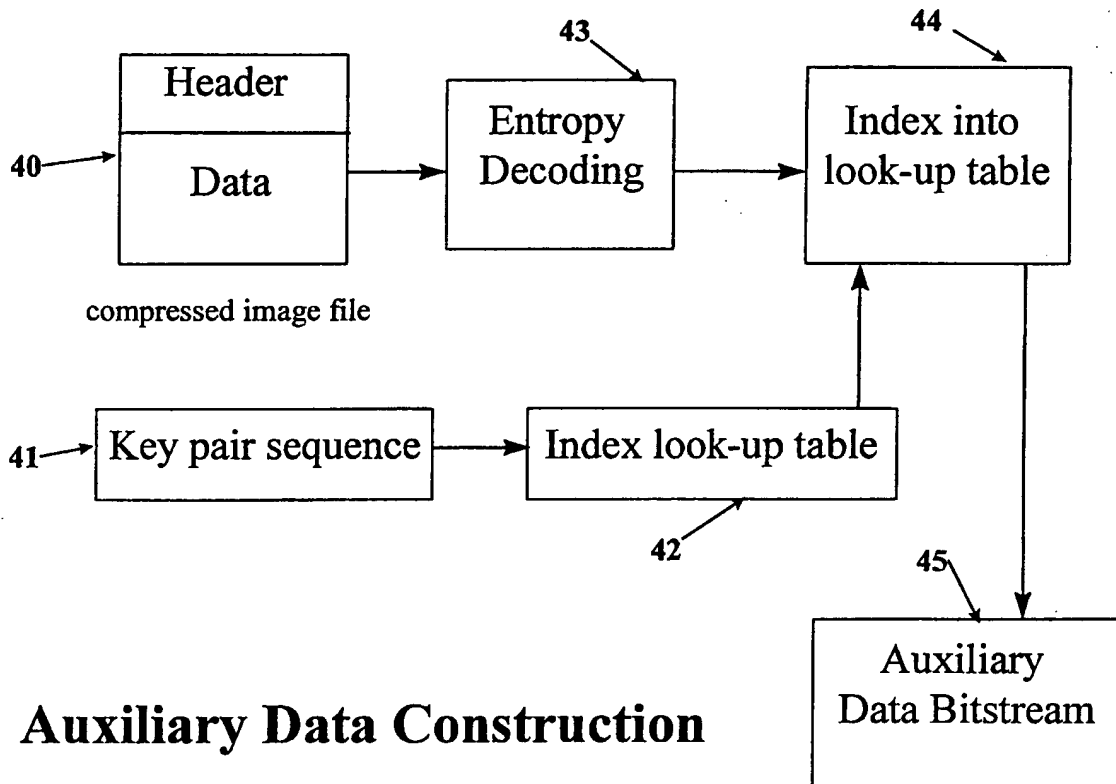 43
44
Header
Entropy
Decoding
Index into
look-up table
40
Data
compressed image file
41
Key pair sequence
Index look-up table
42
45
Auxiliary
Data Bitstream
Auxiliary Data Construction